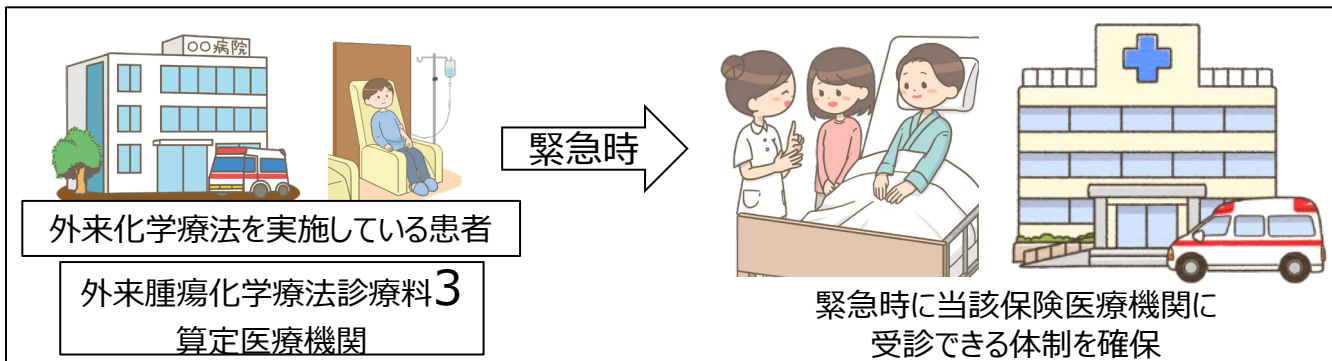 〇〇病院
外来化学療法を実施している患者
外来腫瘍化学療法診療料3
算定医療機関
緊急時
緊急時に当該保険医療機関に
受診できる体制を確保